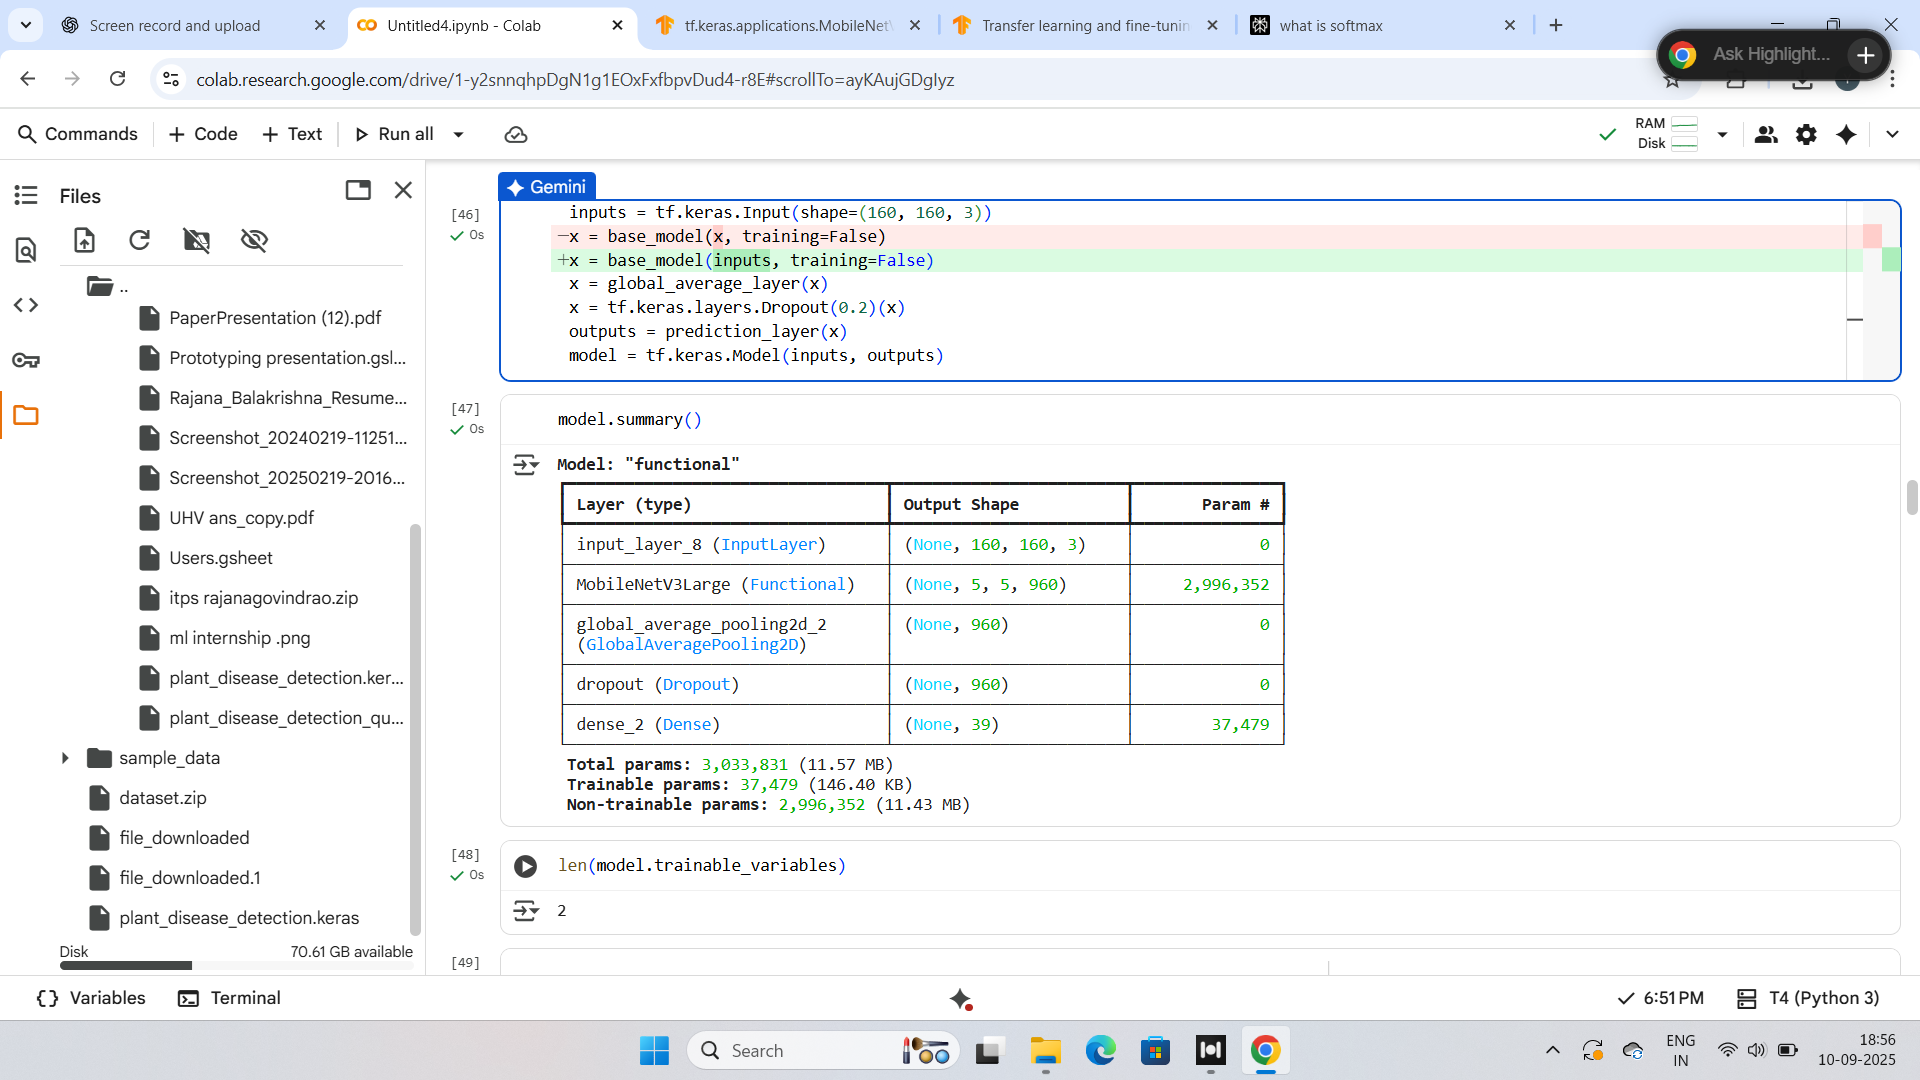 Screen record and upload
Untitled4.ipynb - Colab
tf.keras.applications.MobileNetV
Transfer learning and fine-tunin
what is softmax
Ask Highlight...
colab.research.google.com/drive/1-y2snnqhpDgN1g1EOxFxfbpvDud4-r8E#scrollTo=ayKAujGDgIyz
Commands
+ Code
+ Text
Run all
RAM
Disk
Files
..
PaperPresentation (12).pdf
Prototyping presentation.gsl...
Rajana_Balakrishna_Resume...
Screenshot_20240219-11251...
Screenshot_20250219-2016...
UHV ans_copy.pdf
Users.gsheet
itps rajanagovindrao.zip
ml internship .png
plant_disease_detection.ker...
plant_disease_detection_qu...
sample_data
dataset.zip
file_downloaded
file_downloaded.1
plant_disease_detection.keras
Disk
70.61 GB available
Gemini
[46]
0s
inputs = tf.keras.Input(shape=(160, 160, 3))
−x = base_model(x, training=False)
+x = base_model(inputs, training=False)
x = global_average_layer(x)
x = tf.keras.layers.Dropout(0.2)(x)
outputs = prediction_layer(x)
model = tf.keras.Model(inputs, outputs)
[47]
0s
model.summary()
Model: "functional"
Layer (type) Output Shape Param #
input_layer_8 (InputLayer) (None, 160, 160, 3) 0
MobileNetV3Large (Functional) (None, 5, 5, 960) 2,996,352
global_average_pooling2d_2 (None, 960) 0
(GlobalAveragePooling2D)
dropout (Dropout) (None, 960) 0
dense_2 (Dense) (None, 39) 37,479
Total params: 3,033,831 (11.57 MB)
Trainable params: 37,479 (146.40 KB)
Non-trainable params: 2,996,352 (11.43 MB)
[48]
0s
len(model.trainable_variables)
2
[49]
Variables
Terminal
6:51 PM
T4 (Python 3)
Search
ENG
IN
18:56
10-09-2025